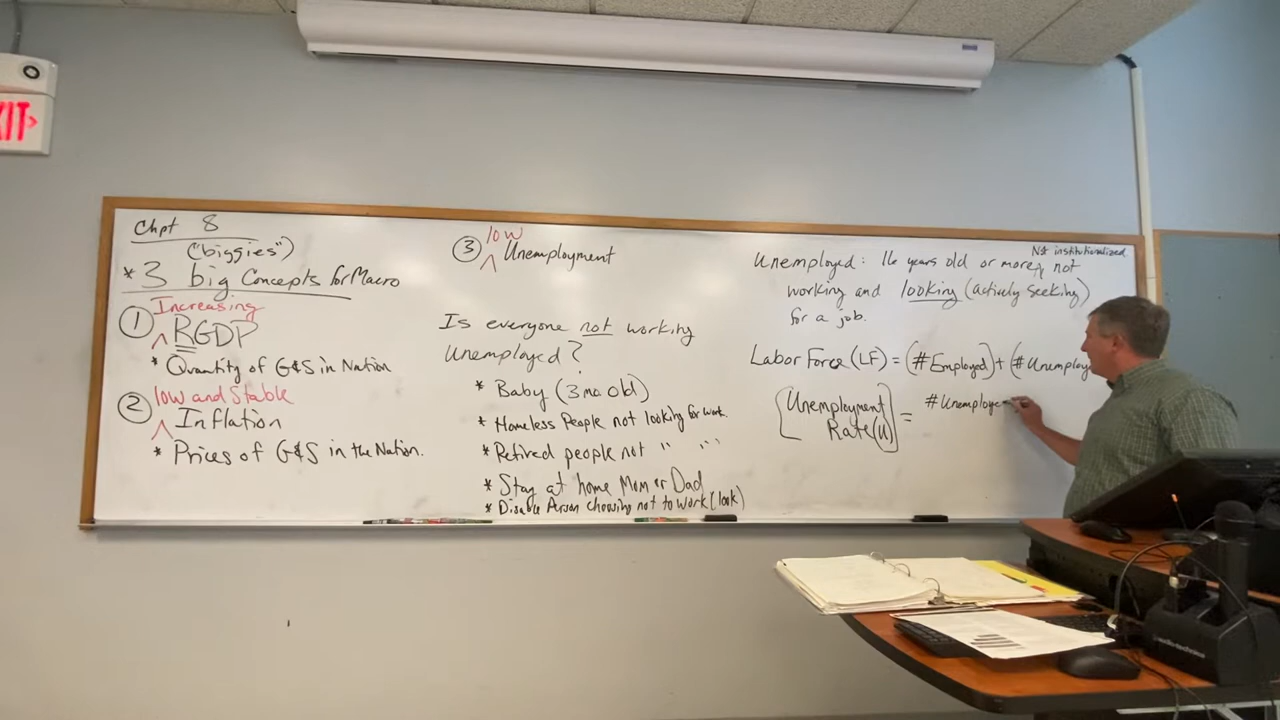 XIT>
Chpt 8
("biggies")
* 3 big Concepts for Macro
Increasing
① ^ RGDP
* Quantity of G&S in Nation
low and Stable
② ^ Inflation
* Prices of G&S in the Nation.
low
③ ^ Unemployment
Is everyone not working
Unemployed?
* Baby (3 mo old)
* Homeless People not looking for work.
* Retired people not " " "
* Stay at home Mom or Dad
* Disable Person choosing not to work (look)
Not institutionalized
Unemployed: 16 years old or more, not
working and looking (actively seeking)
for a job.
Labor Force (LF) = (#Employed) + (#Unemploye
[Unemployment
Rate (U)] = #Unemploye